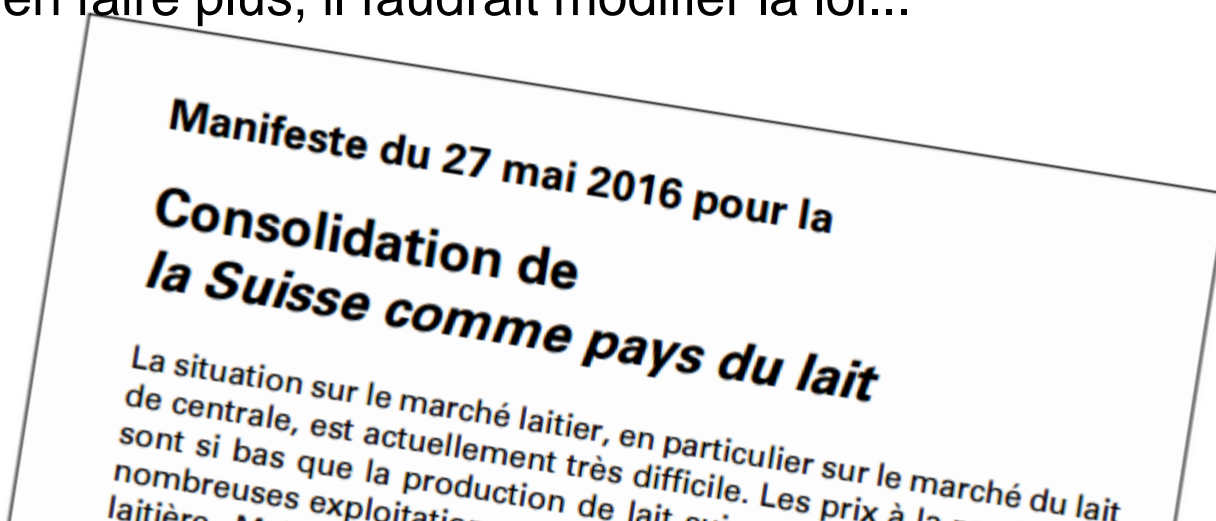 en faire plus, il faudrait modifier la loi...
Manifeste du 27 mai 2016 pour la
Consolidation de
la Suisse comme pays du lait
La situation sur le marché laitier, en particulier sur le marché du lait
de centrale, est actuellement très difficile. Les prix à la
sont si bas que la production de lait
nombreuses
laitière.